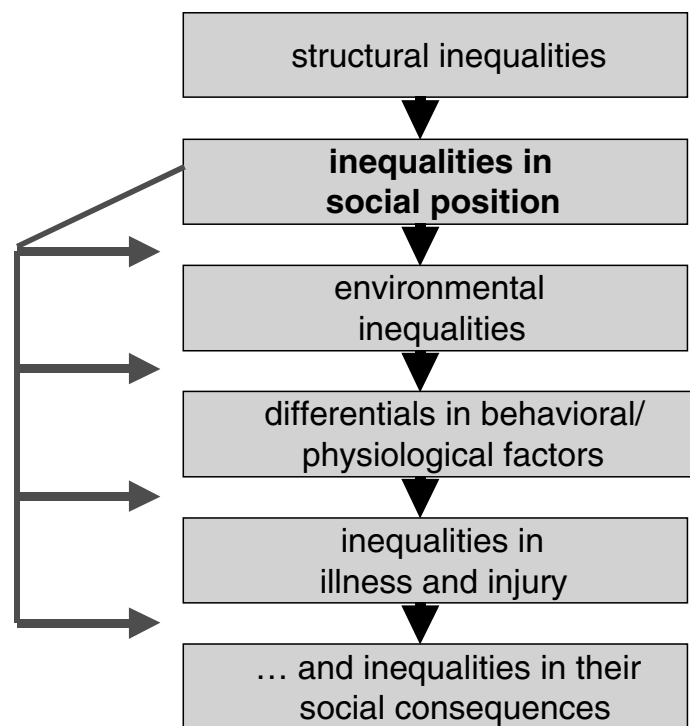 structural inequalities
inequalities in
social position
environmental
inequalities
differentials in behavioral/
physiological factors
inequalities in
illness and injury
… and inequalities in their
social consequences